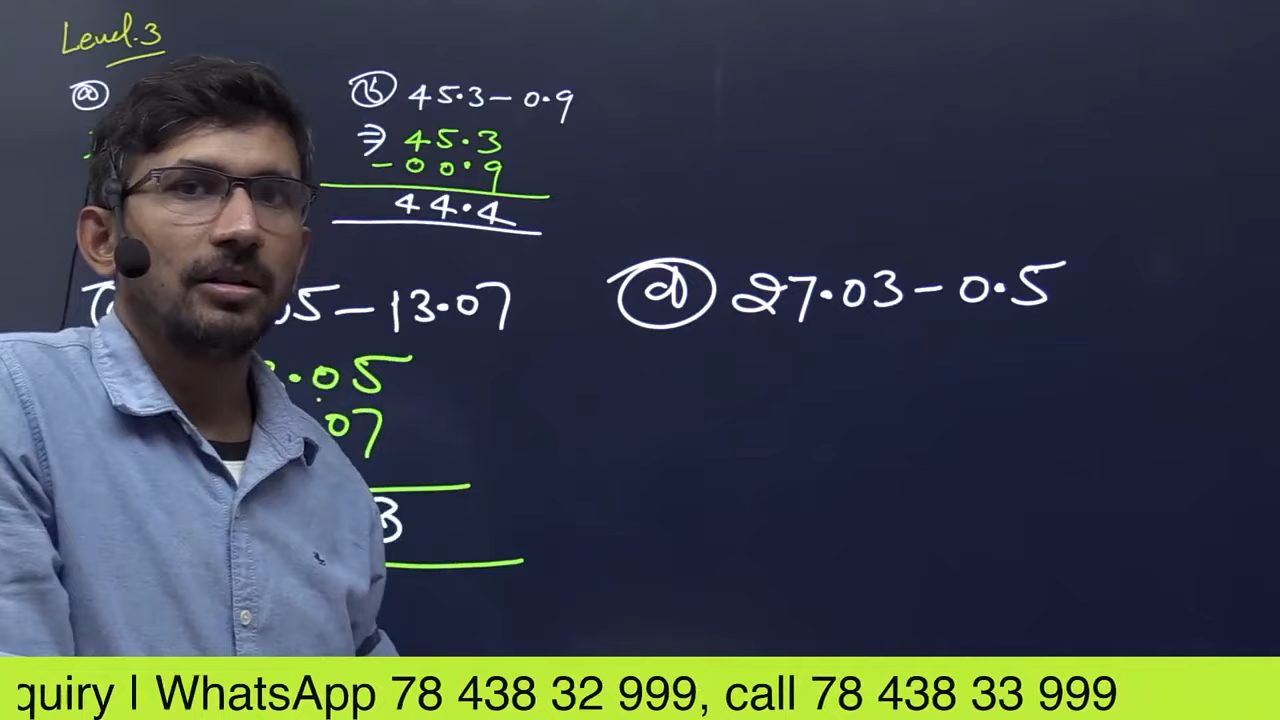 Level.3
(a)
(b) 45.3 - 0.9
⇒ 45.3
- 00.9
44.4
05 - 13.07
(d) 27.03 - 0.5
.05
07
3
quiry | WhatsApp 78 438 32 999, call 78 438 33 999